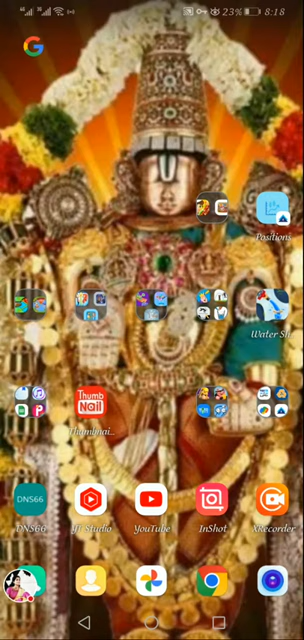 23% 8:18
Positions
Water Sh
Thumb
Nail
Thumbnai...
DNS66
DNS66
YT Studio
YouTube
InShot
XRecorder